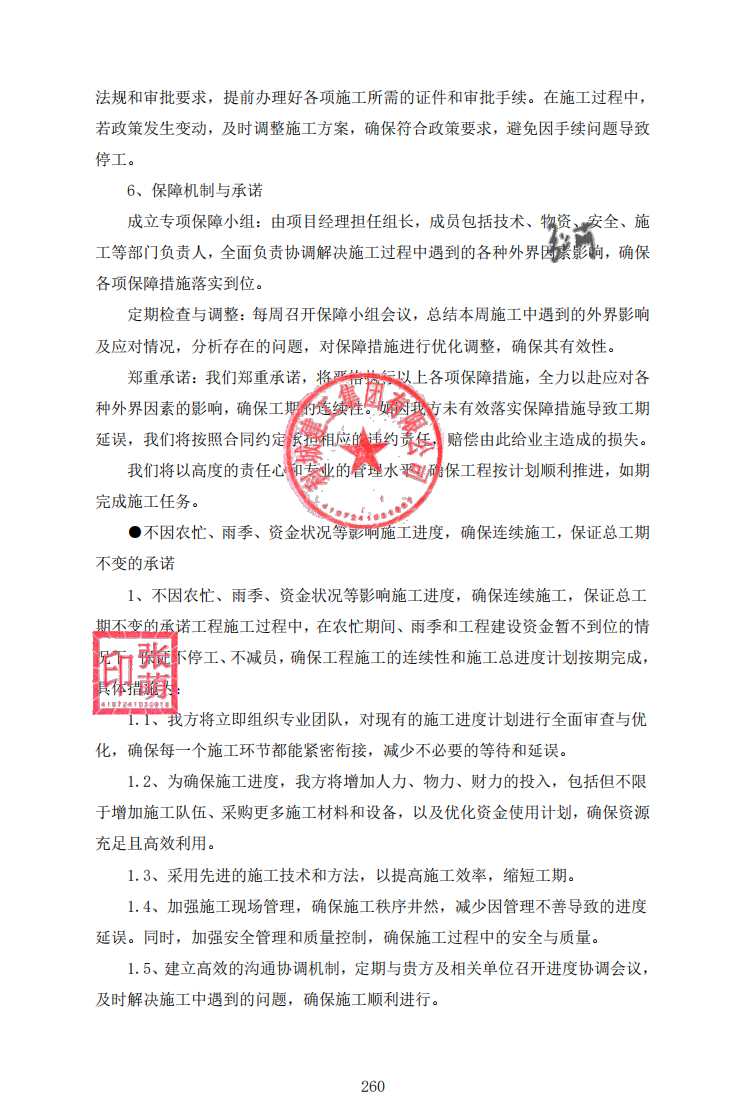 法规和审批要求，提前办理好各项施工所需的证件和审批手续。在施工过程中，
若政策发生变动，及时调整施工方案，确保符合政策要求，避免因手续问题导致
停工。
6、保障机制与承诺
成立专项保障小组：由项目经理担任组长，成员包括技术、物资、安全、施
工等部门负责人，全面负责协调解决施工过程中遇到的各种外界因素影响，确保
各项保障措施落实到位。
定期检查与调整：每周召开保障小组会议，总结本周施工中遇到的外界影响
及应对情况，分析存在的问题，对保障措施进行优化调整，确保其有效性。
郑重承诺：我们郑重承诺，将严格执行以上各项保障措施，全力以赴应对各
种外界因素的影响，确保工期的连续性。如因我方未有效落实保障措施导致工期
延误，我们将按照合同约定承担相应的违约责任，赔偿由此给业主造成的损失。
我们将以高度的责任心和专业的管理水平，确保工程按计划顺利推进，如期
完成施工任务。
●不因农忙、雨季、资金状况等影响施工进度，确保连续施工，保证总工期
不变的承诺
1、不因农忙、雨季、资金状况等影响施工进度，确保连续施工，保证总工
期不变的承诺工程施工过程中，在农忙期间、雨季和工程建设资金暂不到位的情
况下，保证不停工、不减员，确保工程施工的连续性和施工总进度计划按期完成，
具体措施为：
张萌印
1.1、我方将立即组织专业团队，对现有的施工进度计划进行全面审查与优
化，确保每一个施工环节都能紧密衔接，减少不必要的等待和延误。
1.2、为确保施工进度，我方将增加人力、物力、财力的投入，包括但不限
于增加施工队伍、采购更多施工材料和设备，以及优化资金使用计划，确保资源
充足且高效利用。
1.3、采用先进的施工技术和方法，以提高施工效率，缩短工期。
1.4、加强施工现场管理，确保施工秩序井然，减少因管理不善导致的进度
延误。同时，加强安全管理和质量控制，确保施工过程中的安全与质量。
1.5、建立高效的沟通协调机制，定期与贵方及相关单位召开进度协调会议，
及时解决施工中遇到的问题，确保施工顺利进行。
260